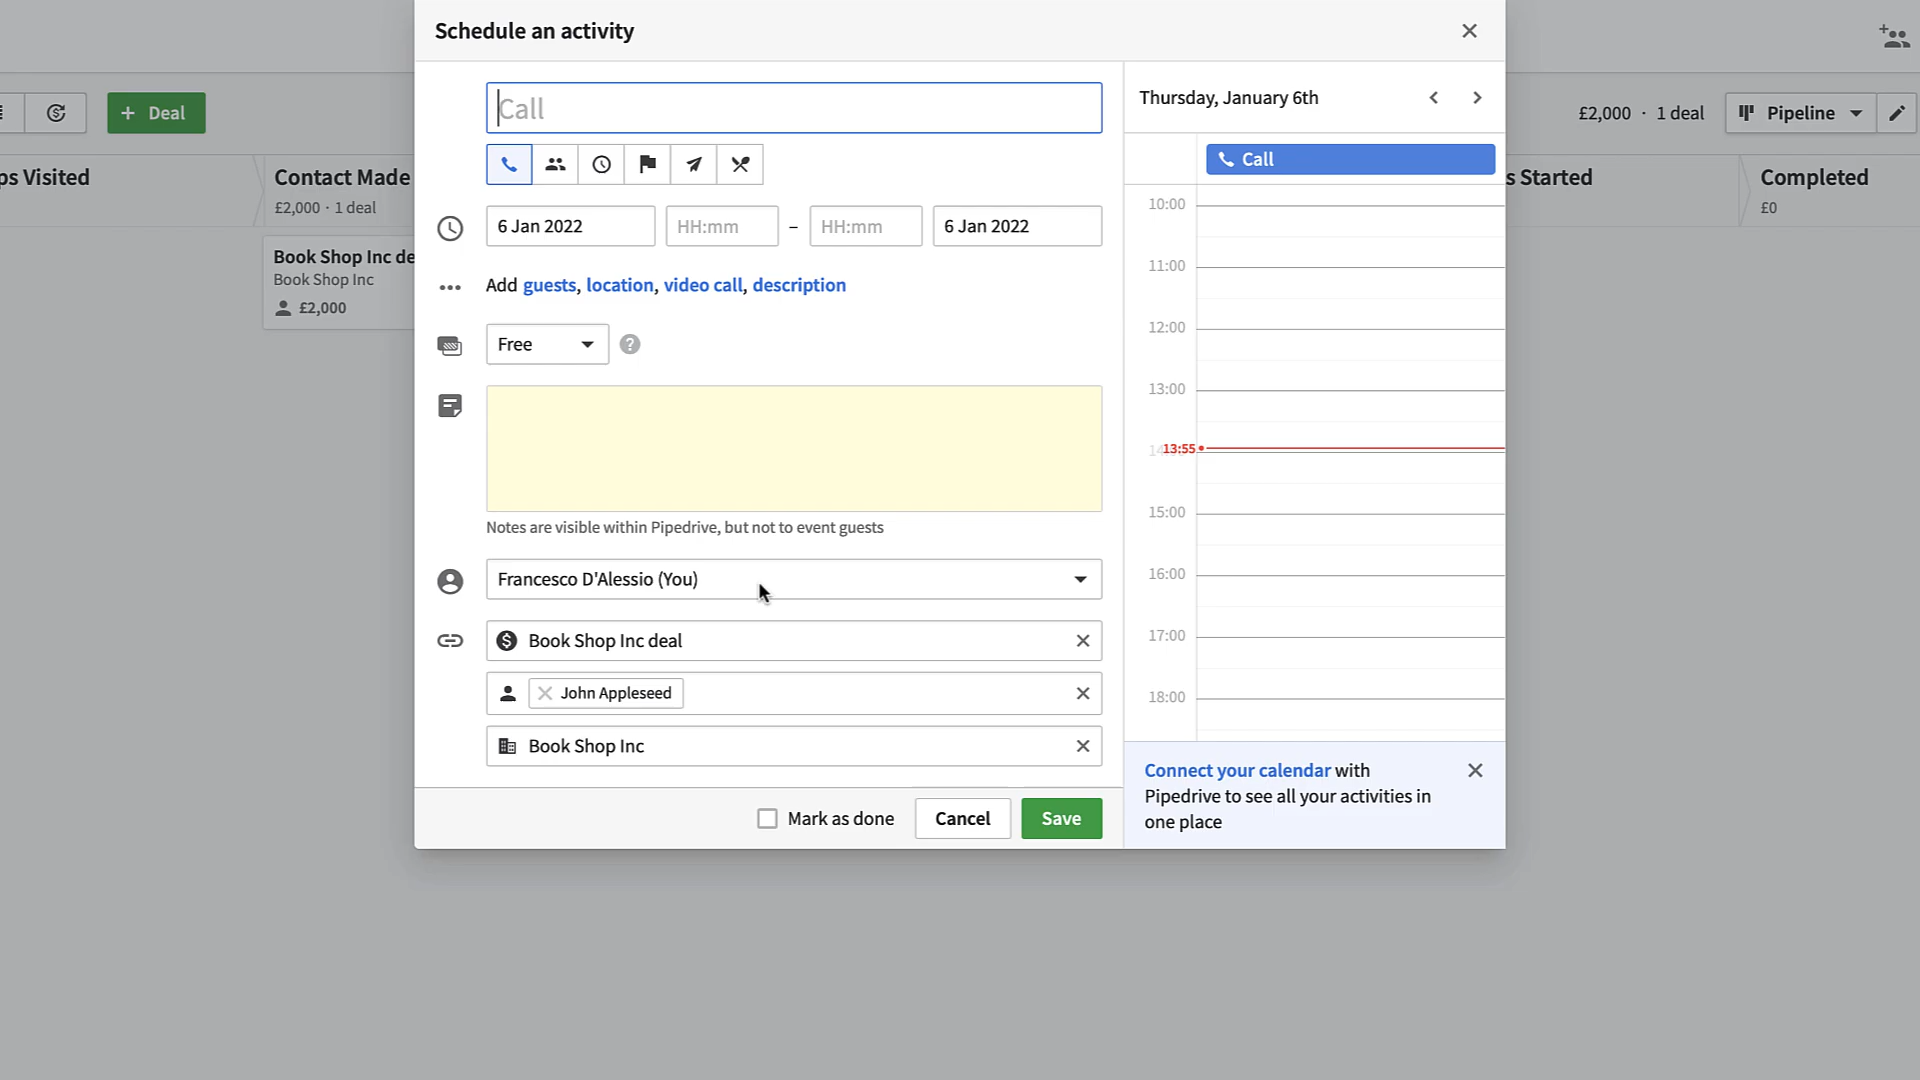 Schedule an activity
Call
6 Jan 2022 HH:mm – HH:mm 6 Jan 2022
Add guests, location, video call, description
Free
?
Notes are visible within Pipedrive, but not to event guests
Francesco D'Alessio (You)
Book Shop Inc deal
John Appleseed
Book Shop Inc
Mark as done
Cancel
Save
Thursday, January 6th
Call
10:00
11:00
12:00
13:00
13:55
15:00
16:00
17:00
18:00
Connect your calendar with
Pipedrive to see all your activities in
one place
+ Deal
£2,000 · 1 deal
Pipeline
ps Visited
Contact Made
£2,000 · 1 deal
Book Shop Inc de
Book Shop Inc
£2,000
s Started
Completed
£0